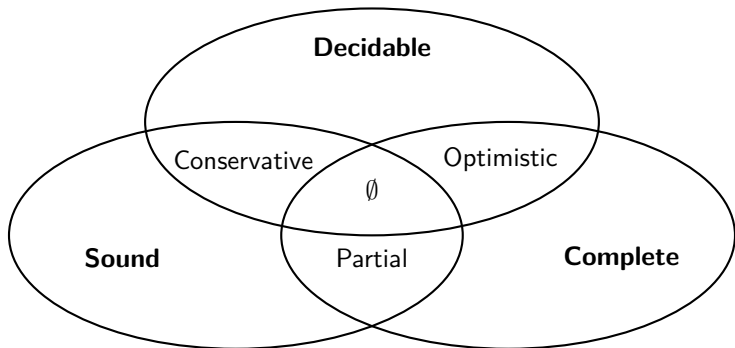 Decidable
Conservative
Optimistic
∅
Sound
Partial
Complete